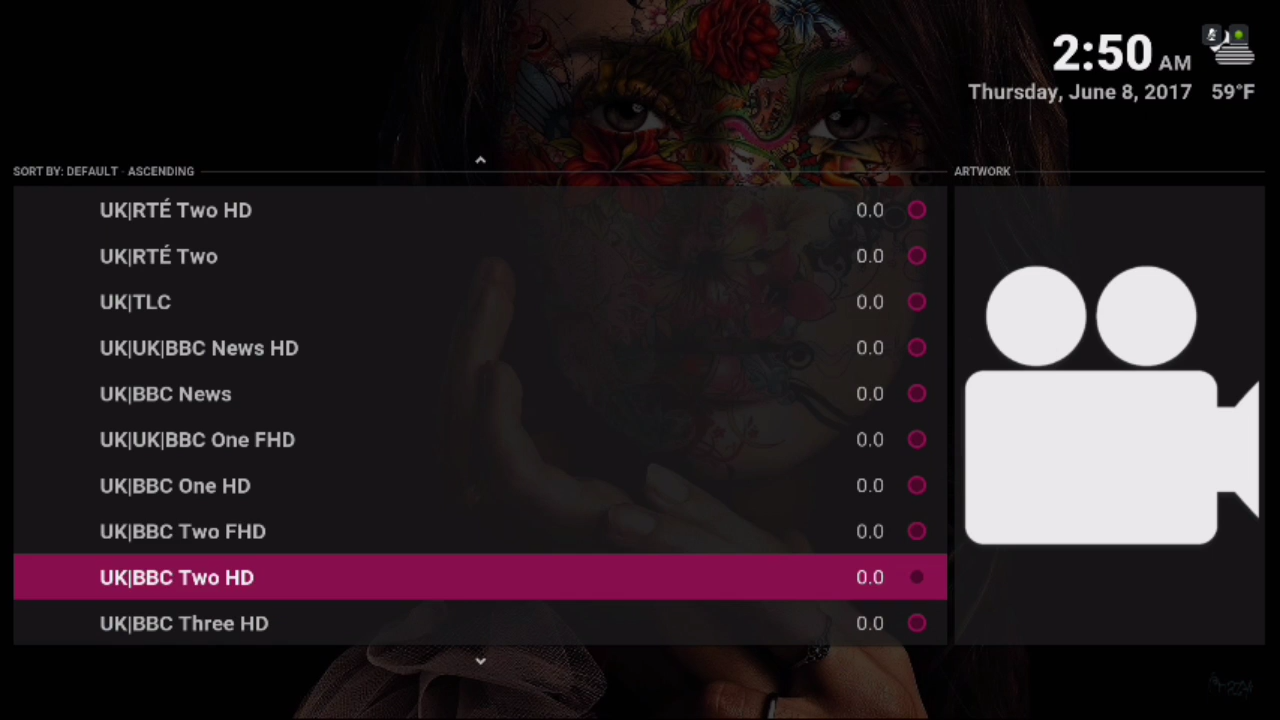 2:50 AM
Thursday, June 8, 2017 59°F
SORT BY: DEFAULT · ASCENDING
ARTWORK
UK|RTÉ Two HD 0.0
UK|RTÉ Two 0.0
UK|TLC 0.0
UK|UK|BBC News HD 0.0
UK|BBC News 0.0
UK|UK|BBC One FHD 0.0
UK|BBC One HD 0.0
UK|BBC Two FHD 0.0
UK|BBC Two HD 0.0
UK|BBC Three HD 0.0